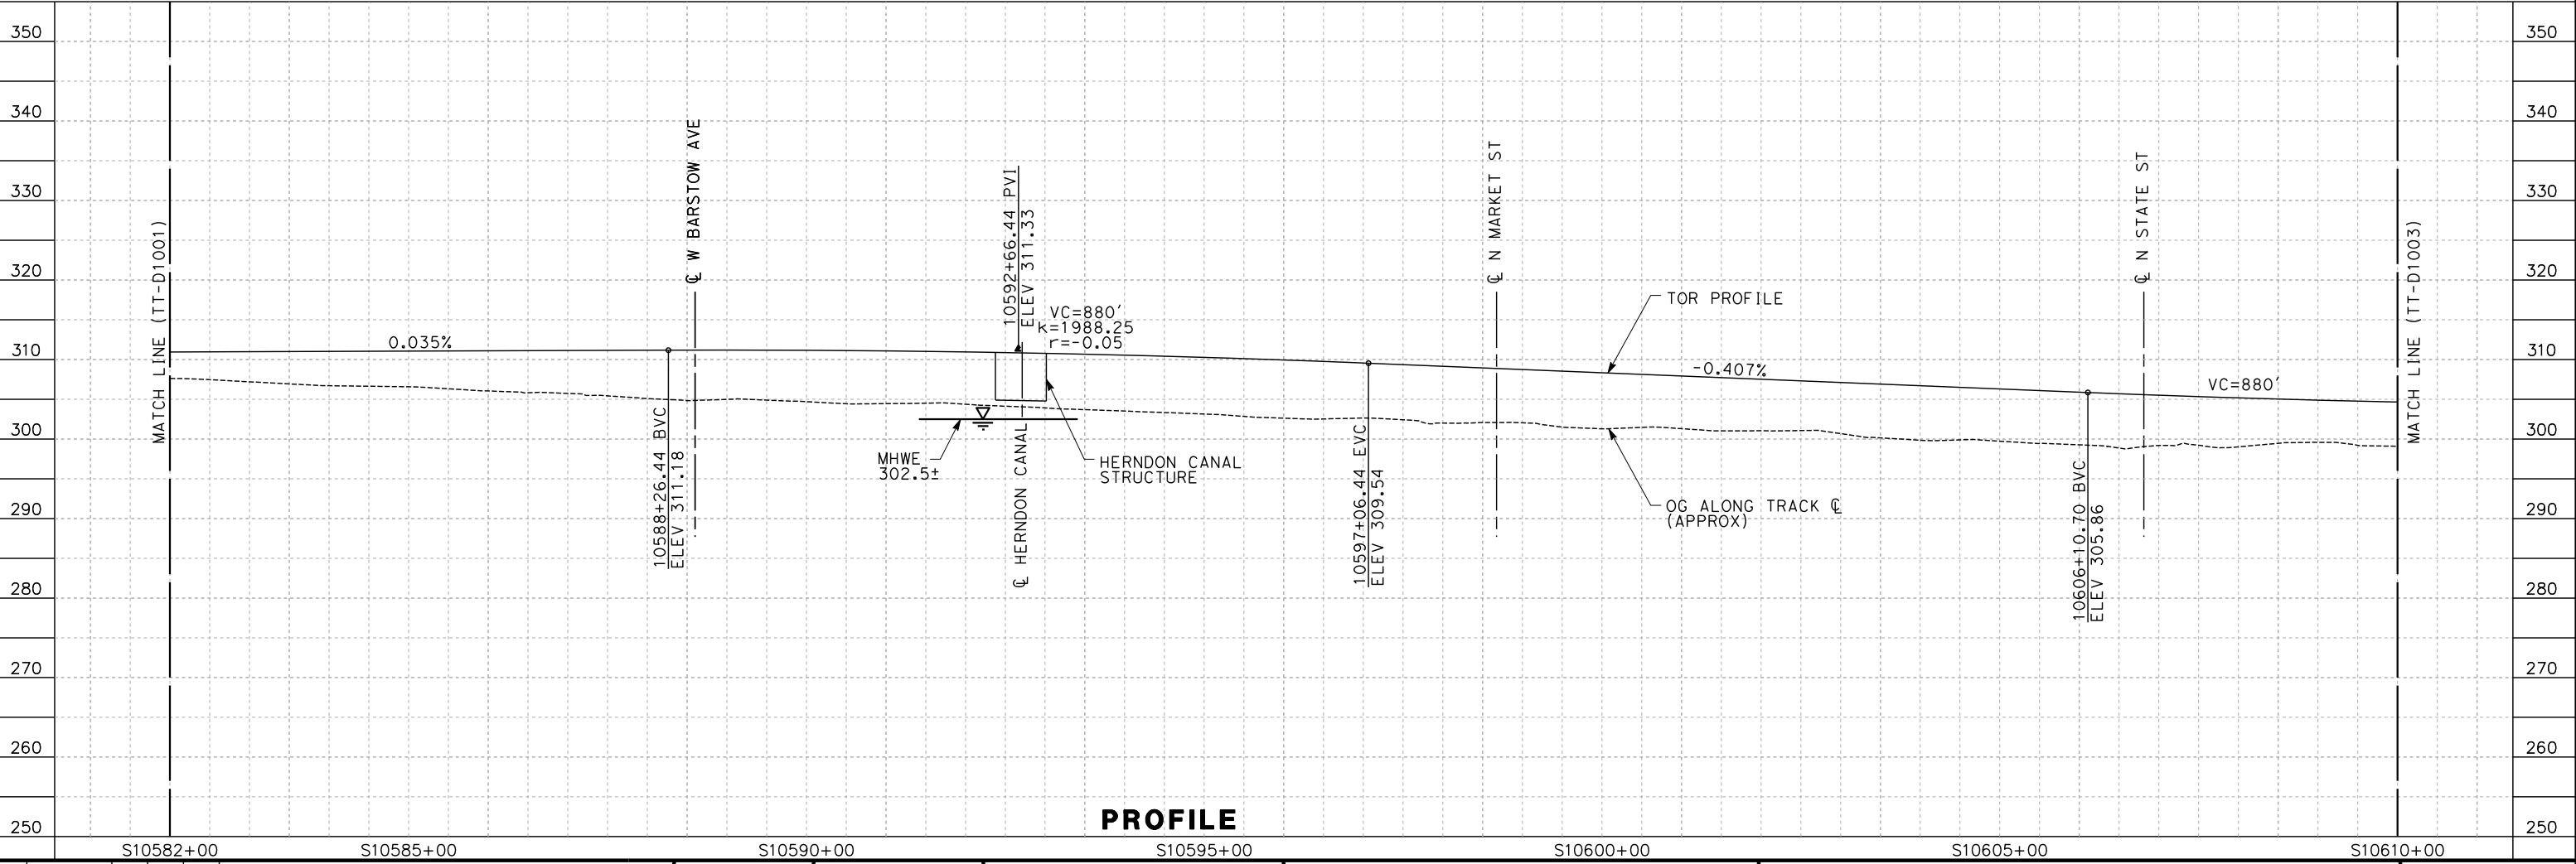 350
340
330
320
310
300
290
280
270
260
250
MATCH LINE (TT-D1001)
0.035%
10588+26.44 BVC
ELEV 311.18
℄ W BARSTOW AVE
MHWE
302.5±
10592+66.44 PVI
ELEV 311.33
VC=880'
K=1988.25
r=-0.05
℄ HERNDON CANAL
HERNDON CANAL
STRUCTURE
10597+06.44 EVC
ELEV 309.54
℄ N MARKET ST
TOR PROFILE
-0.407%
OG ALONG TRACK ℄
(APPROX)
10606+10.70 BVC
ELEV 305.86
℄ N STATE ST
VC=880'
MATCH LINE (TT-D1003)
350
340
330
320
310
300
290
280
270
260
250
PROFILE
S10582+00 S10585+00 S10590+00 S10595+00 S10600+00 S10605+00 S10610+00